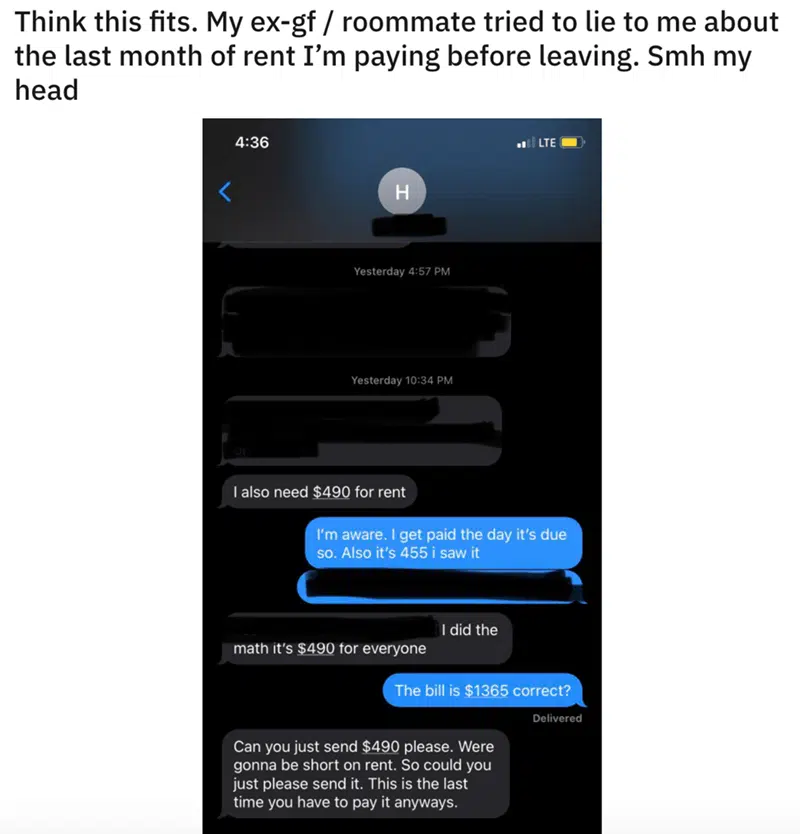 Think this fits. My ex-gf / roommate tried to lie to me about
the last month of rent I’m paying before leaving. Smh my
head
4:36
LTE
H
Yesterday 4:57 PM
Yesterday 10:34 PM
I also need $490 for rent
I’m aware. I get paid the day it’s due
so. Also it’s 455 i saw it
I did the
math it’s $490 for everyone
The bill is $1365 correct?
Delivered
Can you just send $490 please. Were
gonna be short on rent. So could you
just please send it. This is the last
time you have to pay it anyways.